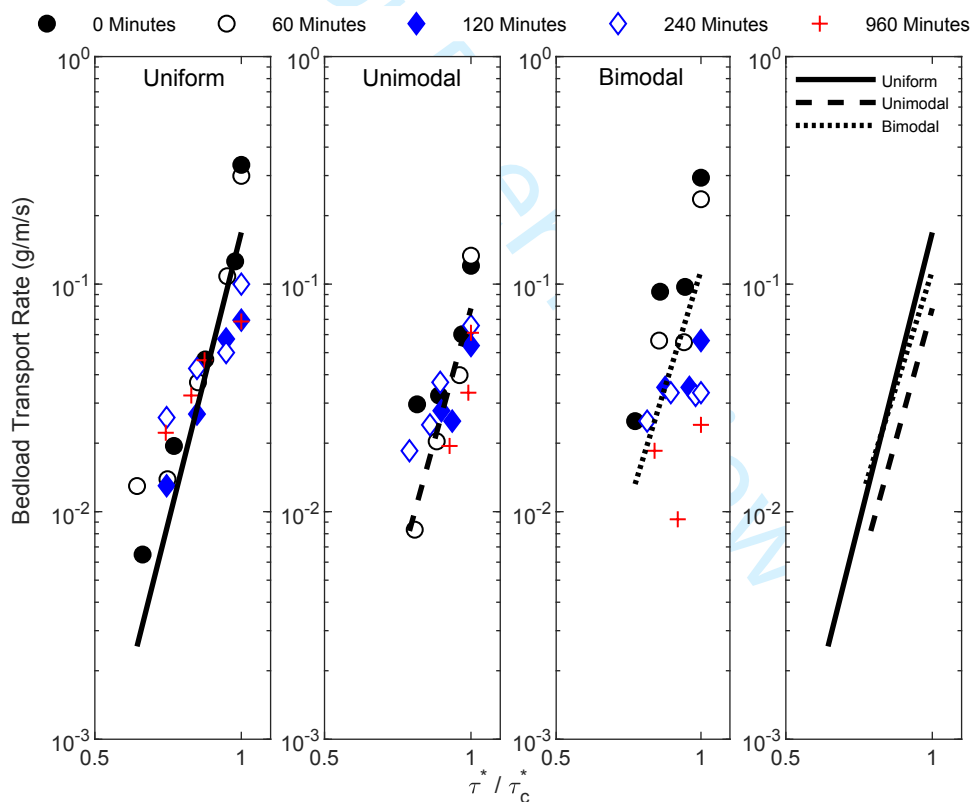 0 Minutes 60 Minutes 120 Minutes 240 Minutes 960 Minutes
Uniform
Unimodal
Bimodal
Uniform
Unimodal
Bimodal
Bedload Transport Rate (g/m/s)
10^0
10^-1
10^-2
10^-3
0.5 1
10^0
10^-1
10^-2
10^-3
0.5 1
10^0
10^-1
10^-2
10^-3
0.5 1
10^0
10^-1
10^-2
10^-3
0.5 1
τ* / τ*c